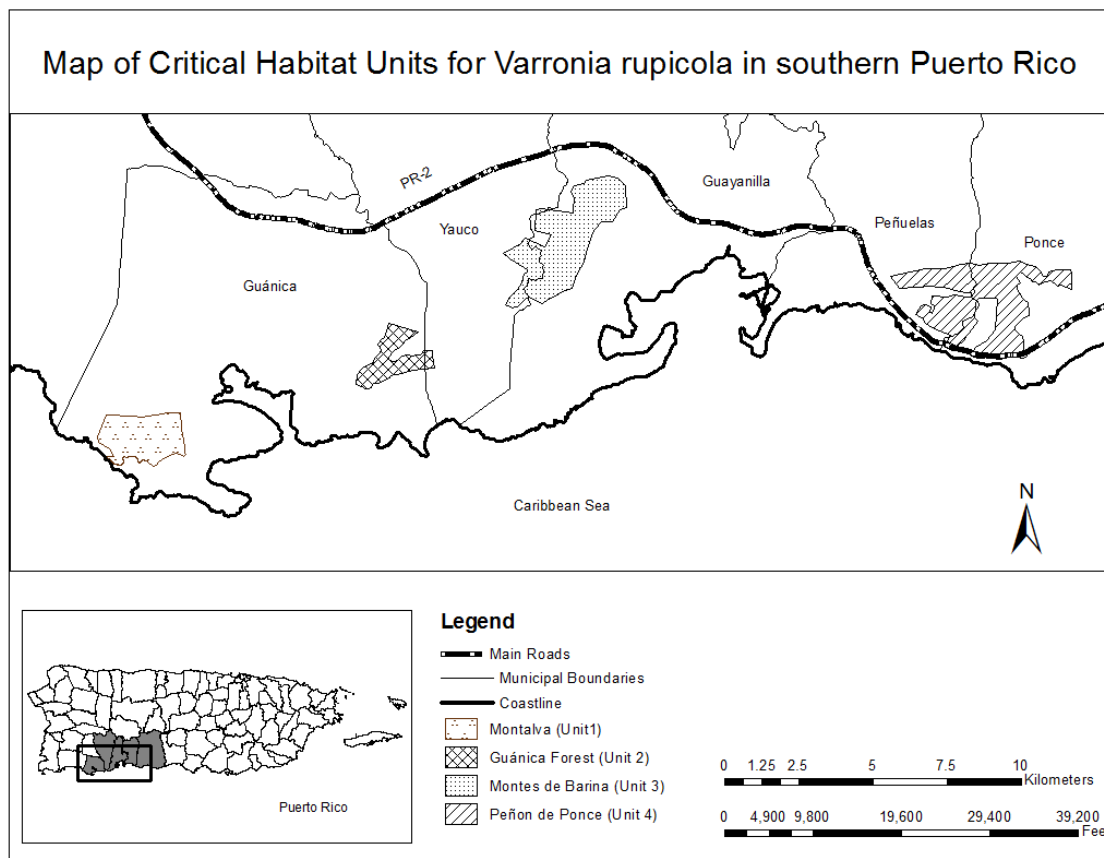 Map of Critical Habitat Units for Varronia rupicola in southern Puerto Rico
PR-2
Guayanilla
Yauco
Peñuelas
Ponce
Guánica
Caribbean Sea
N
Legend
Main Roads
Municipal Boundaries
Coastline
Montalva (Unit1)
Guánica Forest (Unit 2)
Montes de Barina (Unit 3)
Peñon de Ponce (Unit 4)
Puerto Rico
0 1.25 2.5 5 7.5 10
Kilometers
0 4,900 9,800 19,600 29,400 39,200
Fee